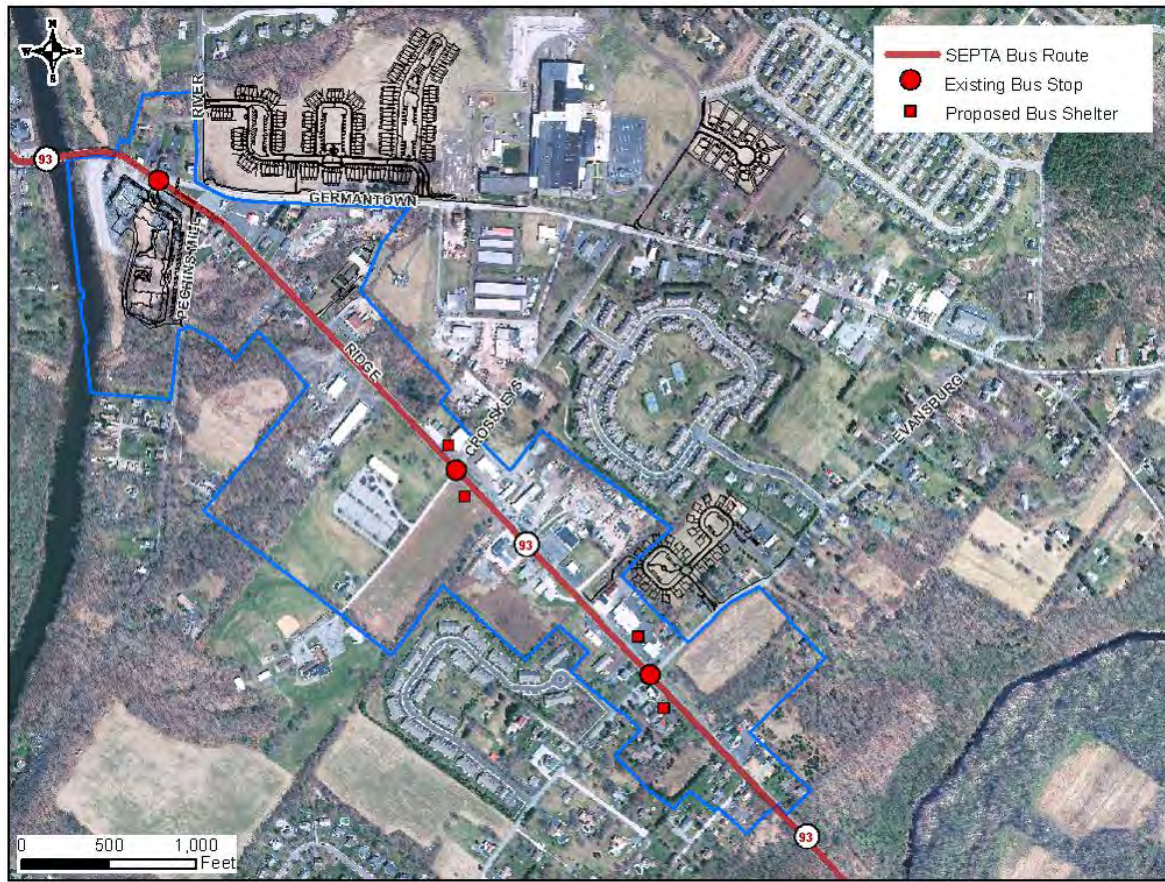 N
W E
S
SEPTA Bus Route
Existing Bus Stop
Proposed Bus Shelter
RIVER
93
GERMANTOWN
PECHINS MILL
RIDGE
CROSSKEYS
EVANSBURG
93
93
0 500 1,000
Feet